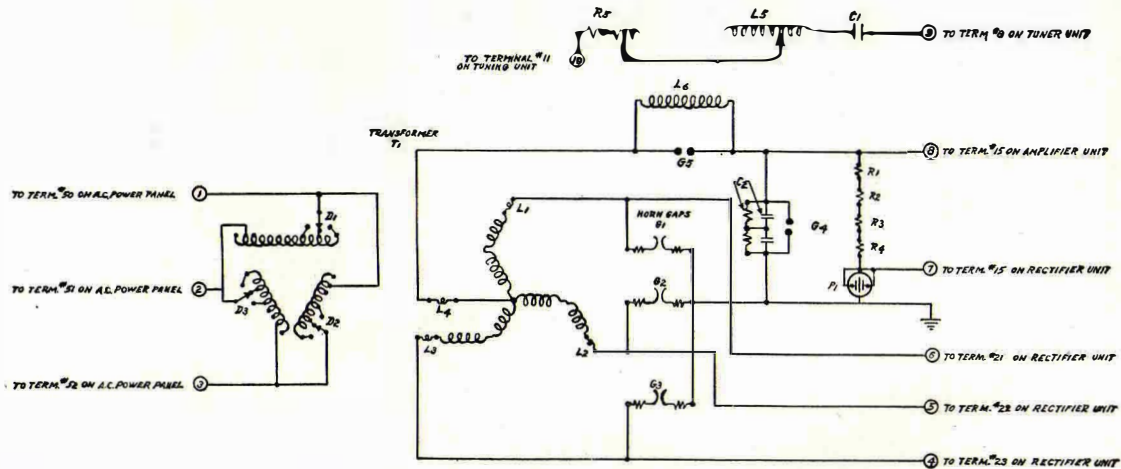 R5
L5
C1
9 TO TERM #8 ON TUNER UNIT
TO TERMINAL #11
ON TUNING UNIT
10
L6
TRANSFORMER
T1
G5
8 TO TERM. #15 ON AMPLIFIER UNIT
TO TERM. #50 ON A.C. POWER PANEL 1
D1
L1
HORN GAPS
G1
C2
G4
R1
R2
R3
R4
TO TERM. #51 ON A.C. POWER PANEL 2
D3
D2
L4
L3
L2
G2
P1
7 TO TERM. #15 ON RECTIFIER UNIT
6 TO TERM. #21 ON RECTIFIER UNIT
TO TERM. #52 ON A.C. POWER PANEL 3
G3
5 TO TERM. #22 ON RECTIFIER UNIT
4 TO TERM. #23 ON RECTIFIER UNIT